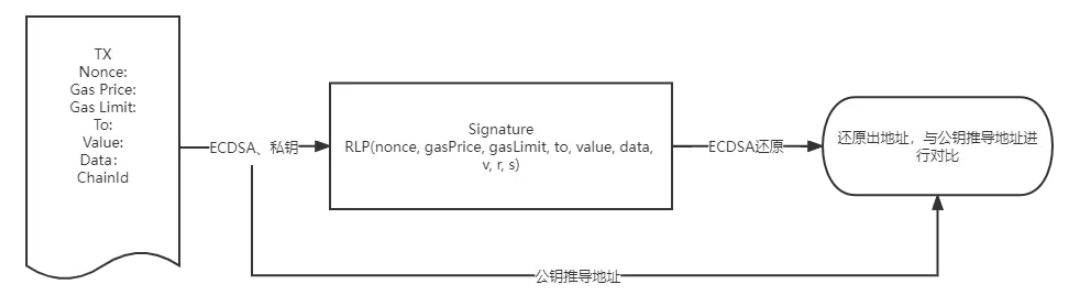 TX
Nonce:
Gas Price:
Gas Limit:
To:
Value:
Data:
ChainId
ECDSA、私钥
Signature
RLP(nonce, gasPrice, gasLimit, to, value, data,
v, r, s)
ECDSA还原
还原出地址，与公钥推导地址进
行对比
公钥推导地址